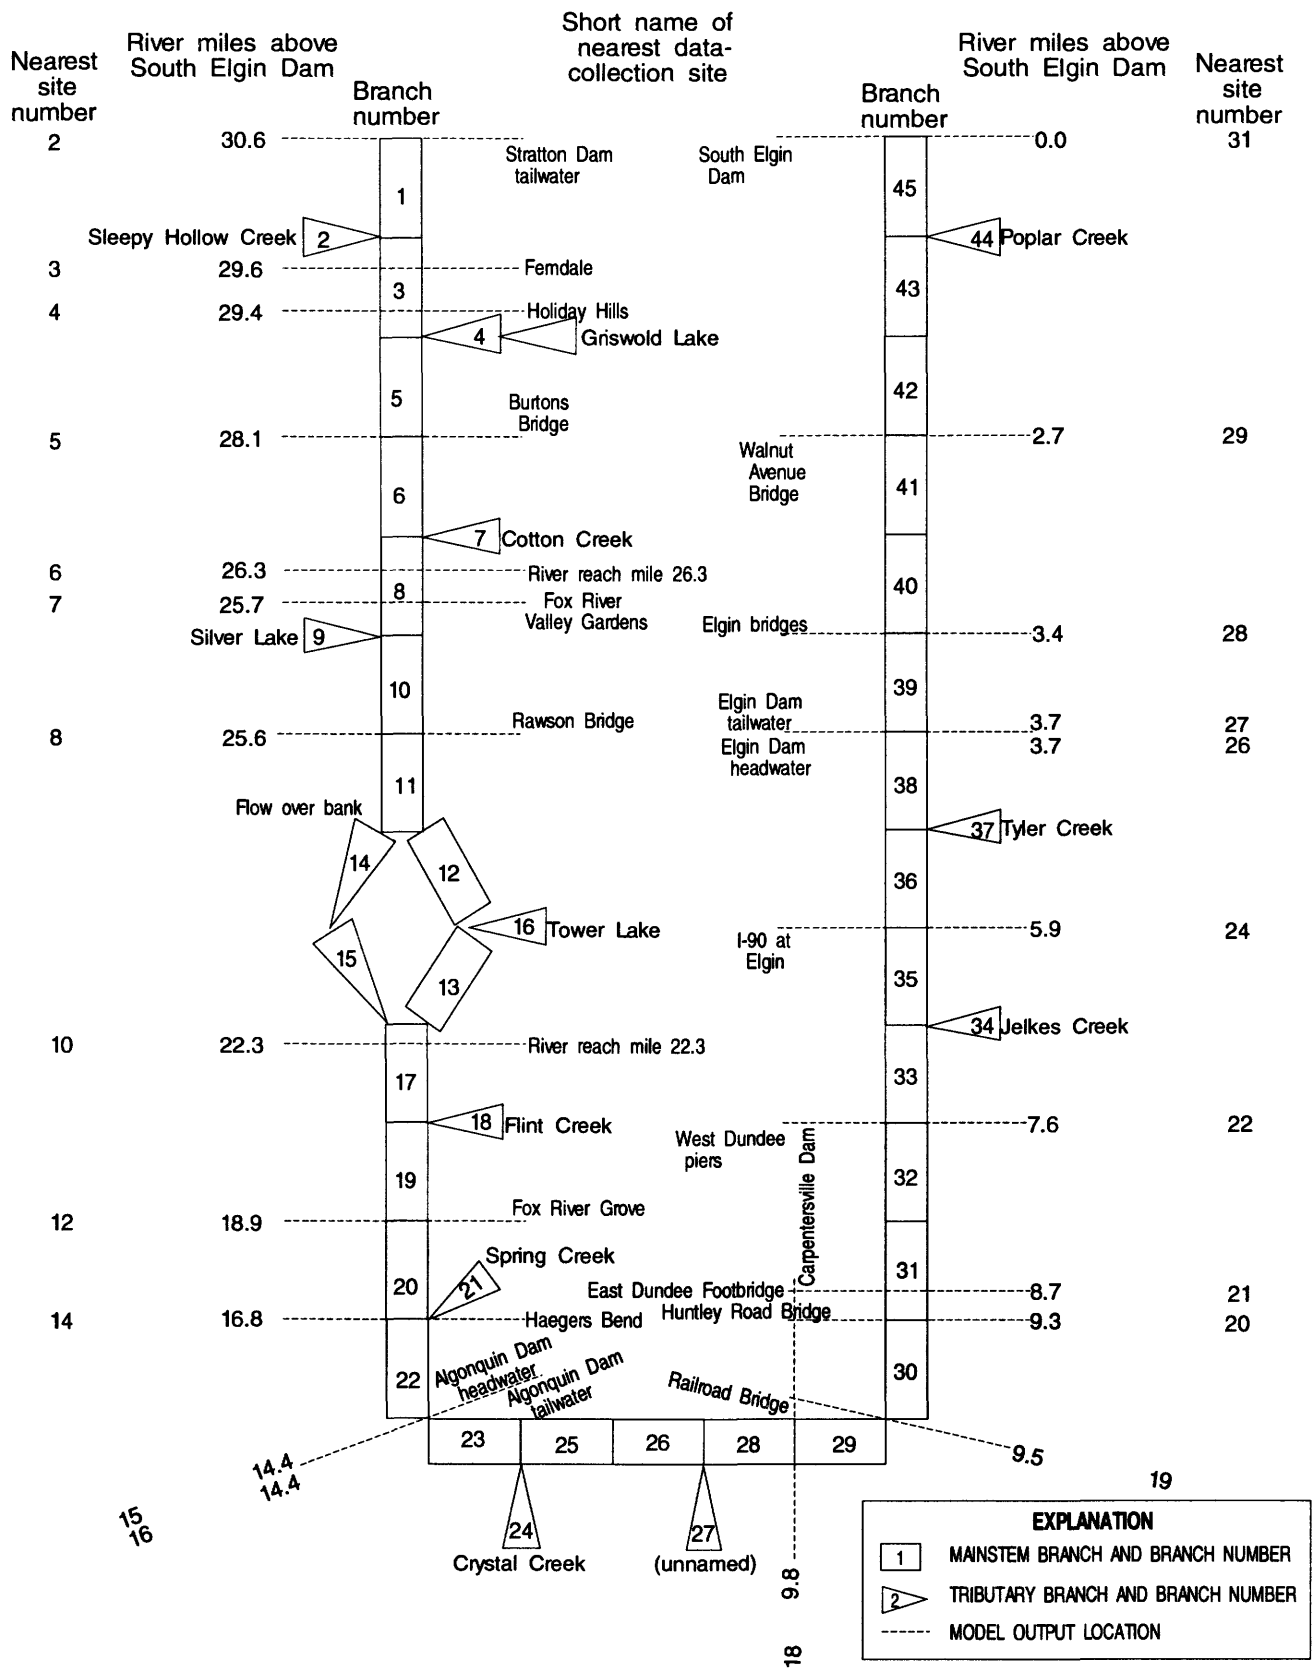 Short name of
nearest data-
collection site
River miles above
South Elgin Dam
River miles above
South Elgin Dam
Nearest
site
number
Nearest
site
number
Branch
number
Branch
number
2 30.6 Stratton Dam
tailwater
South Elgin
Dam
0.0 31
1
45
Sleepy Hollow Creek 2
44 Poplar Creek
3 29.6 Ferndale
3
43
4 29.4 Holiday Hills
4 Griswold Lake
5
42
Burtons
Bridge
5 28.1
2.7 29
Walnut
Avenue
Bridge
6
41
7 Cotton Creek
6 26.3 River reach mile 26.3
8
40
7 25.7 Fox River
Valley Gardens
Elgin bridges 3.4 28
Silver Lake 9
10
39
Rawson Bridge
8 25.6
Elgin Dam
tailwater
3.7 27
Elgin Dam
headwater
3.7 26
11
38
Flow over bank
14
12
37 Tyler Creek
36
16 Tower Lake
5.9 24
I-90 at
Elgin
15
13
35
34 Jelkes Creek
10 22.3 River reach mile 22.3
17
33
18 Flint Creek
7.6 22
West Dundee
piers
Carpentersville Dam
19
32
Fox River Grove
12 18.9
Spring Creek
20
21
31
East Dundee Footbridge 8.7 21
Huntley Road Bridge 9.3 20
14 16.8 Haegers Bend
22
30
Algonquin Dam
headwater
Algonquin Dam
tailwater
Railroad Bridge
23 25 26 28 29
14.4
14.4
15
16
9.5
19
24
Crystal Creek
27
(unnamed)
9.8
18
EXPLANATION
1 MAINSTEM BRANCH AND BRANCH NUMBER
2 TRIBUTARY BRANCH AND BRANCH NUMBER
MODEL OUTPUT LOCATION